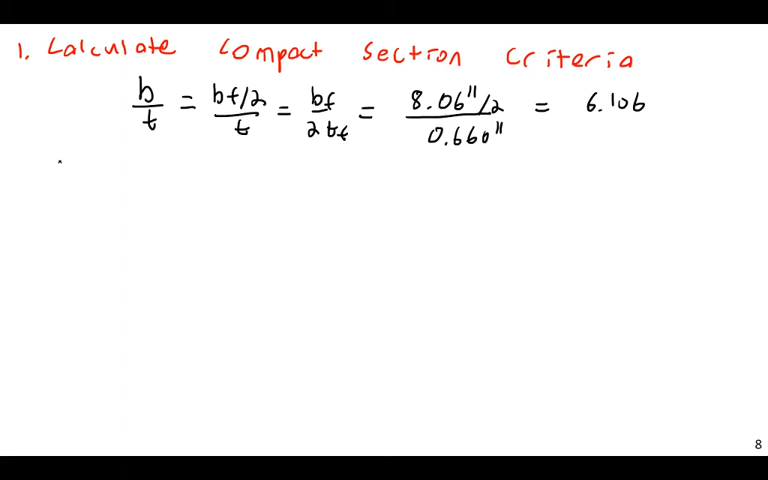 1. Calculate Compact Section Criteria
b/t = bf/2/t = bf/2tf = 8.06"/2/0.660" = 6.106
8